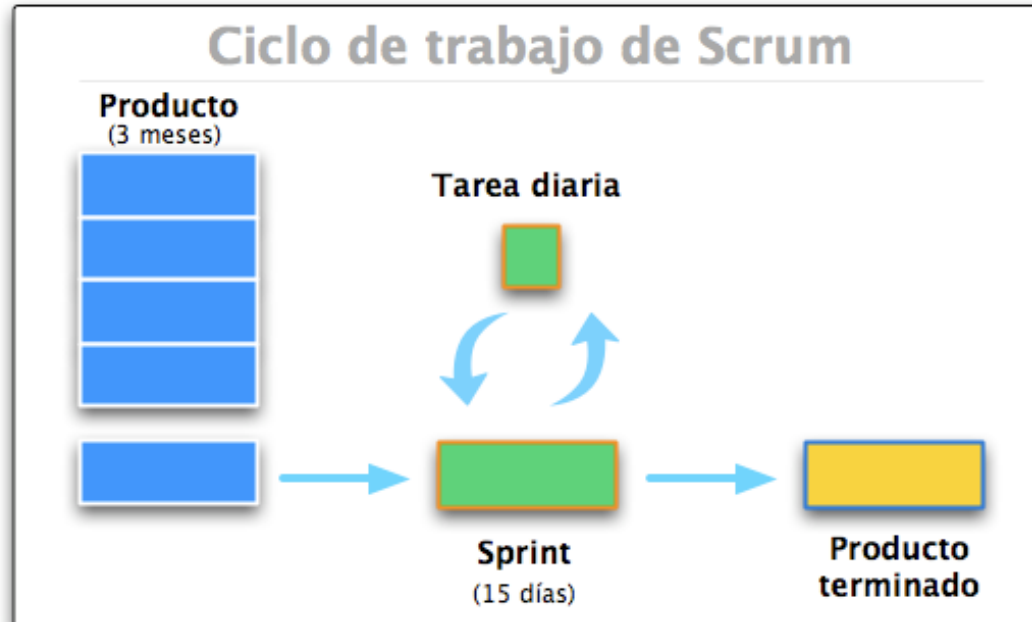 Ciclo de trabajo de Scrum
Producto
(3 meses)
Tarea diaria
Sprint
(15 días)
Producto
terminado